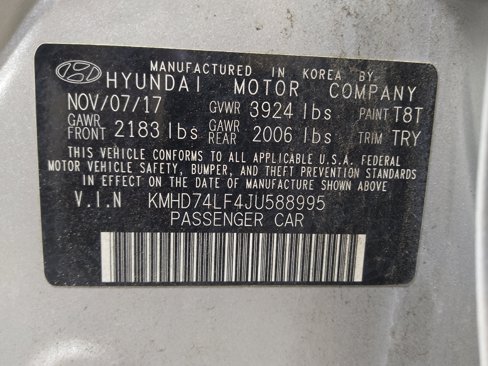 MANUFACTURED IN KOREA BY:
HYUNDAI MOTOR COMPANY
NOV/07/17 GVWR 3924 lbs PAINT T8T
GAWR FRONT 2183 lbs GAWR REAR 2006 lbs TRIM TRY
THIS VEHICLE CONFORMS TO ALL APPLICABLE U.S.A. FEDERAL
MOTOR VEHICLE SAFETY, BUMPER, AND THEFT PREVENTION STANDARDS
IN EFFECT ON THE DATE OF MANUFACTURE SHOWN ABOVE
V.I.N KMHD74LF4JU588995
PASSENGER CAR